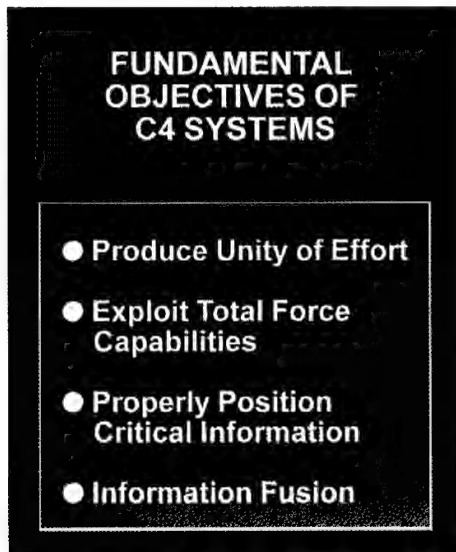 FUNDAMENTAL
OBJECTIVES OF
C4 SYSTEMS
● Produce Unity of Effort
● Exploit Total Force
Capabilities
● Properly Position
Critical Information
● Information Fusion